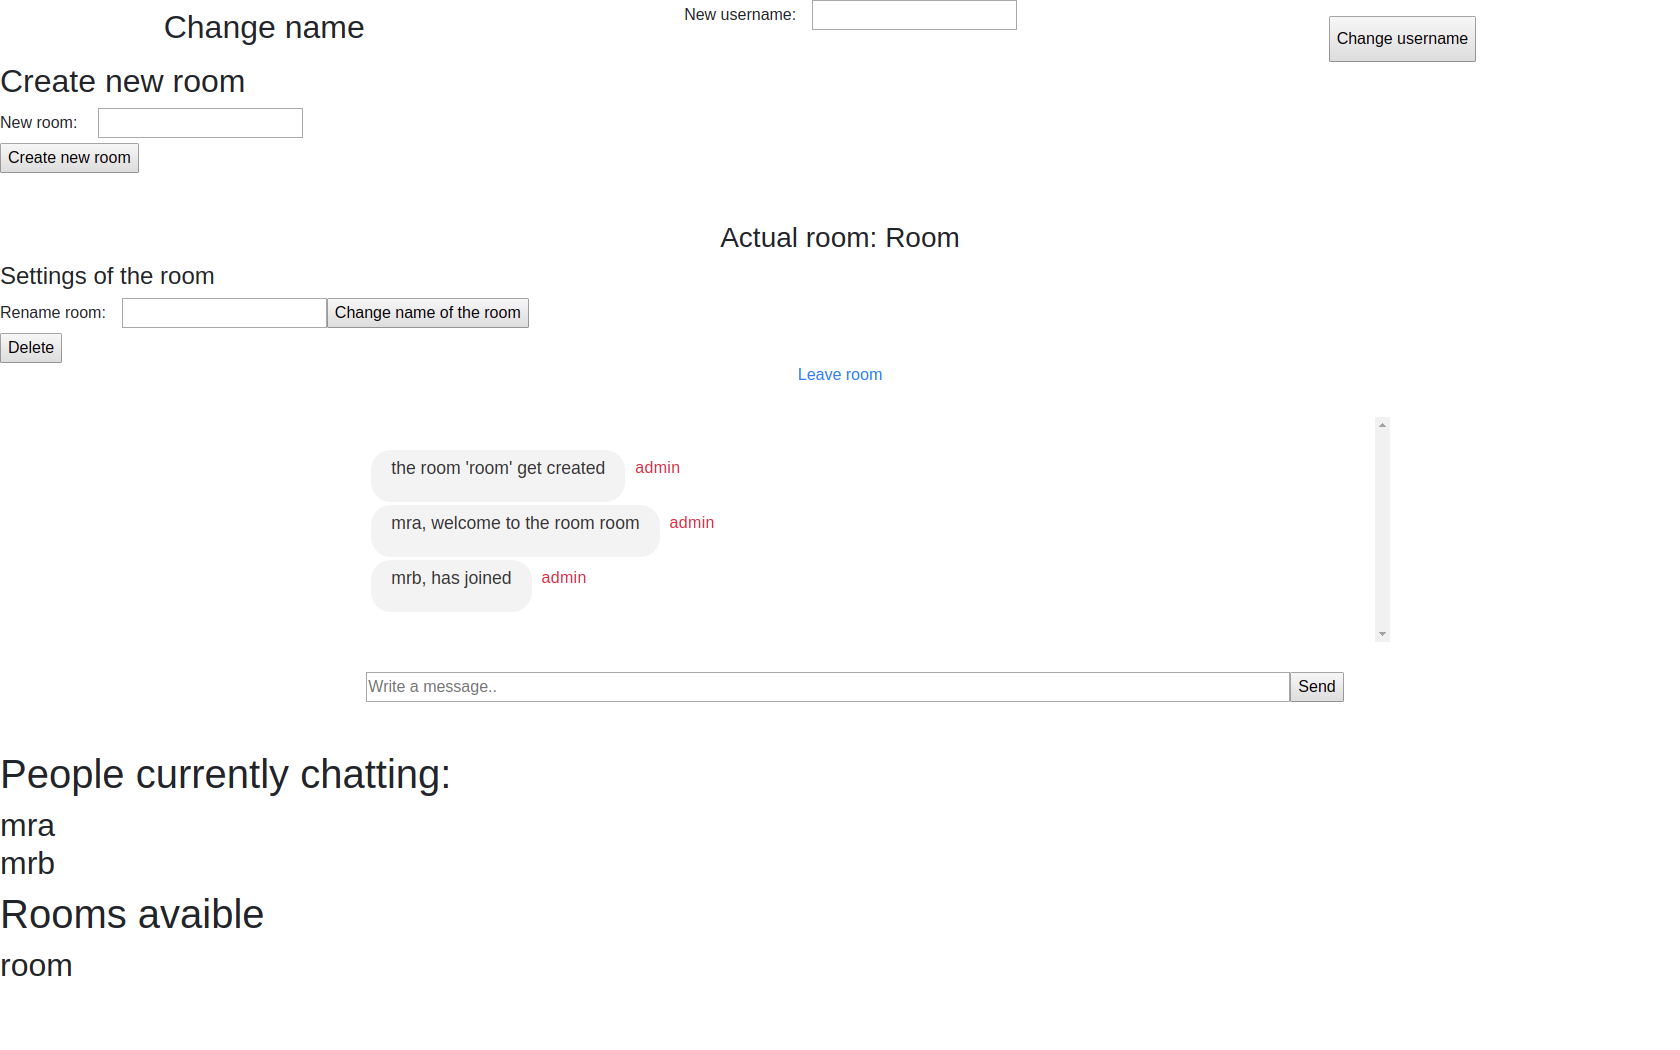 Change name
New username:
Change username
Create new room
New room:
Create new room
Actual room: Room
Settings of the room
Rename room:
Change name of the room
Delete
Leave room
the room 'room' get created admin
mra, welcome to the room room admin
mrb, has joined admin
Write a message..
Send
People currently chatting:
mra
mrb
Rooms avaible
room